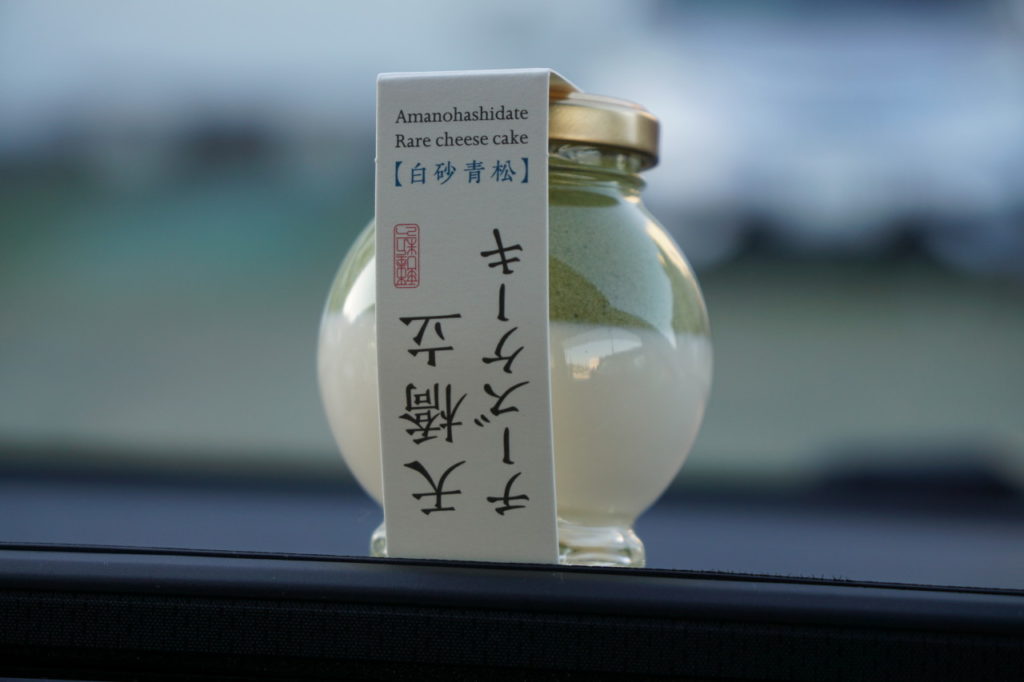 Amanohashidate
Rare cheese cake
【白砂青松】
天橋立
チーズケーキ